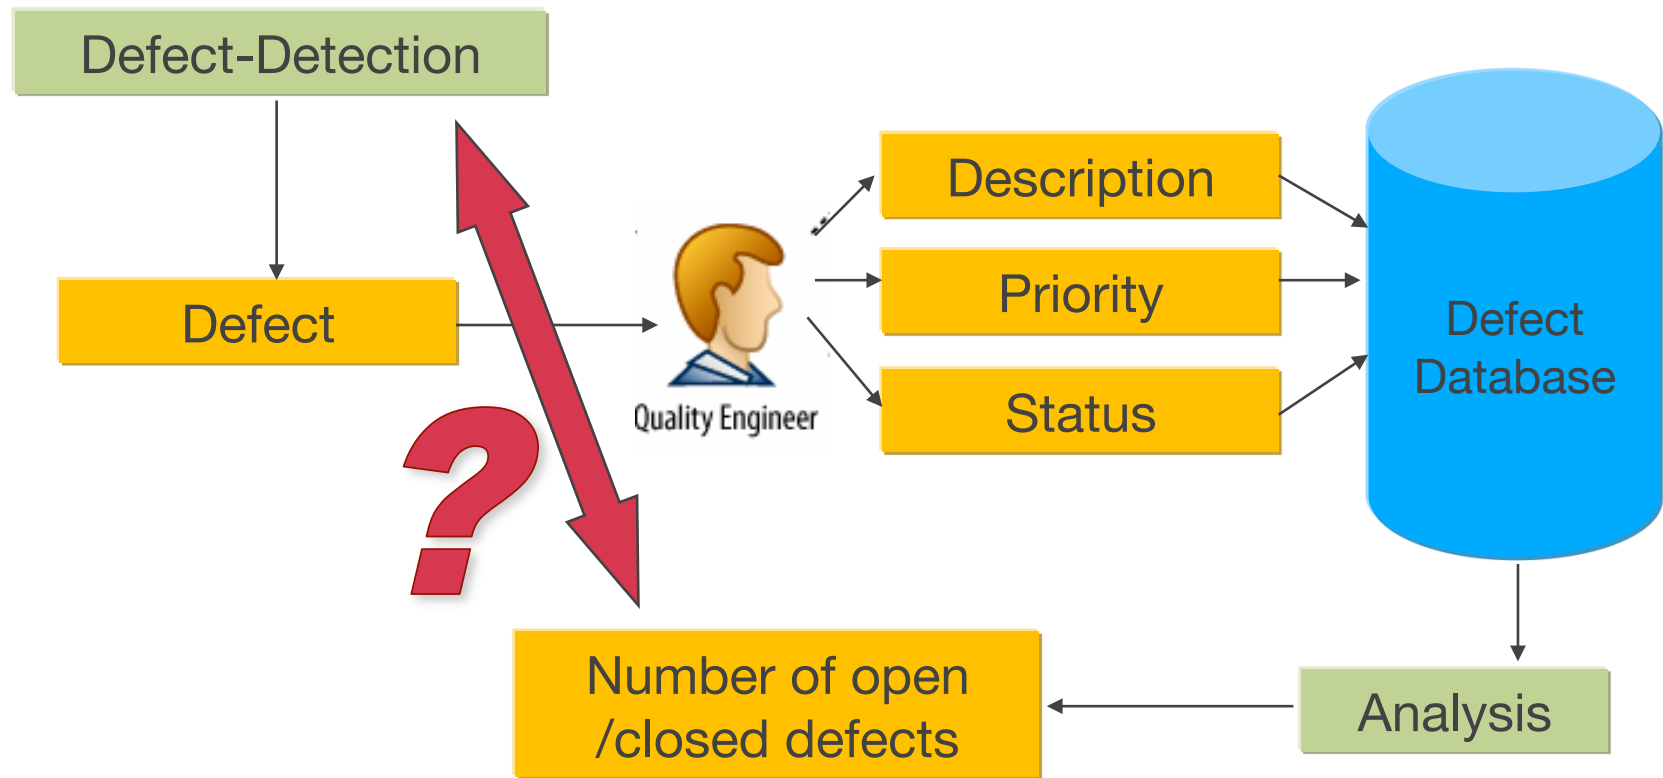 Defect-Detection
Defect
?
Quality Engineer
Description
Priority
Status
Defect
Database
Analysis
Number of open
/closed defects